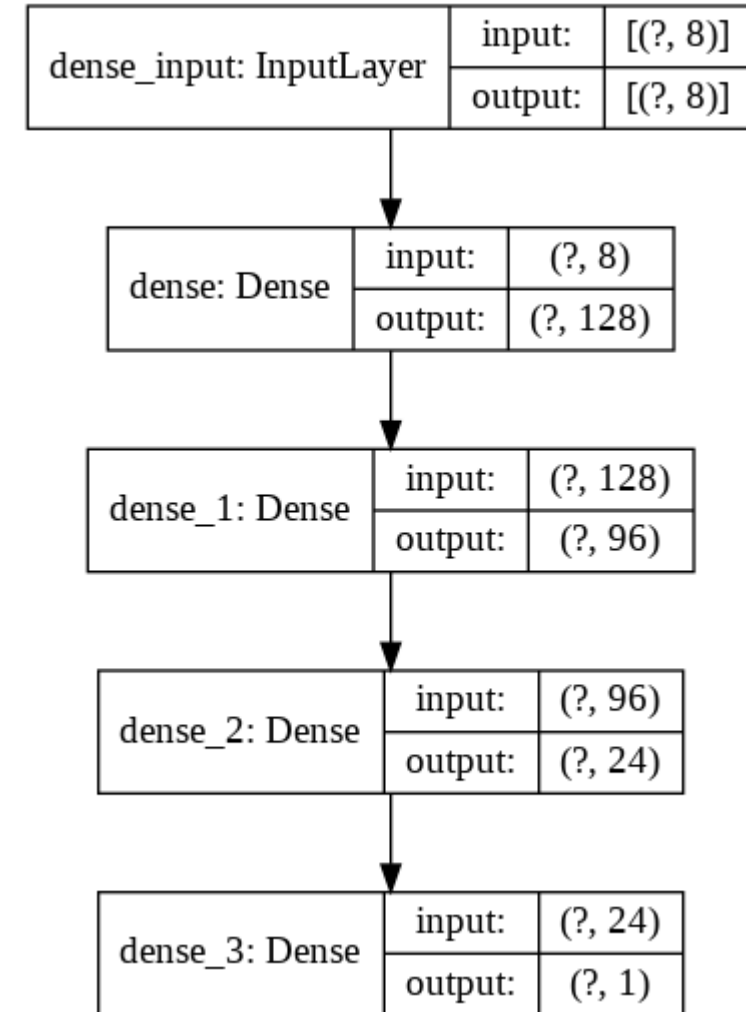 dense_input: InputLayer
input: [(?, 8)]
output: [(?, 8)]
dense: Dense
input: (?, 8)
output: (?, 128)
dense_1: Dense
input: (?, 128)
output: (?, 96)
dense_2: Dense
input: (?, 96)
output: (?, 24)
dense_3: Dense
input: (?, 24)
output: (?, 1)